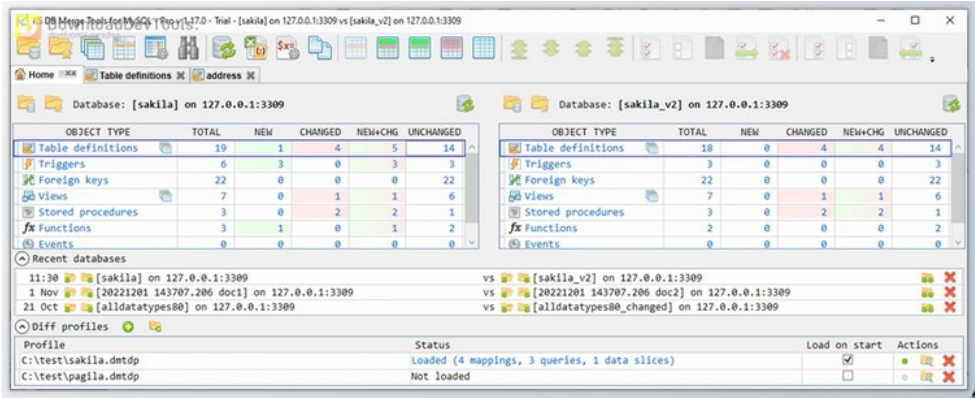 KS DB Merge Tools for MySQL - Pro v1.17.0 - Trial - [sakila] on 127.0.0.1:3309 vs [sakila_v2] on 127.0.0.1:3309
DownloadDevTools.
Home Table definitions address
Database: [sakila] on 127.0.0.1:3309 Database: [sakila_v2] on 127.0.0.1:3309
OBJECT TYPE TOTAL NEW CHANGED NEW+CHG UNCHANGED OBJECT TYPE TOTAL NEW CHANGED NEW+CHG UNCHANGED
Table definitions 19 1 4 5 14 Table definitions 18 0 4 4 14
Triggers 6 3 0 3 3 Triggers 3 0 0 0 3
Foreign keys 22 0 0 0 22 Foreign keys 22 0 0 0 22
Views 7 0 1 1 6 Views 7 0 1 1 6
Stored procedures 3 0 2 2 1 Stored procedures 3 0 2 2 1
fx Functions 3 1 0 1 2 fx Functions 2 0 0 0 2
Events 0 0 0 0 0 Events 0 0 0 0 0
Recent databases
11:30 [sakila] on 127.0.0.1:3309 vs [sakila_v2] on 127.0.0.1:3309
1 Nov [20221201 143707.206 doc1] on 127.0.0.1:3309 vs [20221201 143707.206 doc2] on 127.0.0.1:3309
21 Oct [alldatatypes80] on 127.0.0.1:3309 vs [alldatatypes80_changed] on 127.0.0.1:3309
Diff profiles
Profile Status Load on start Actions
C:\test\sakila.dmtdp Loaded (4 mappings, 3 queries, 1 data slices)
C:\test\pagila.dmtdp Not loaded